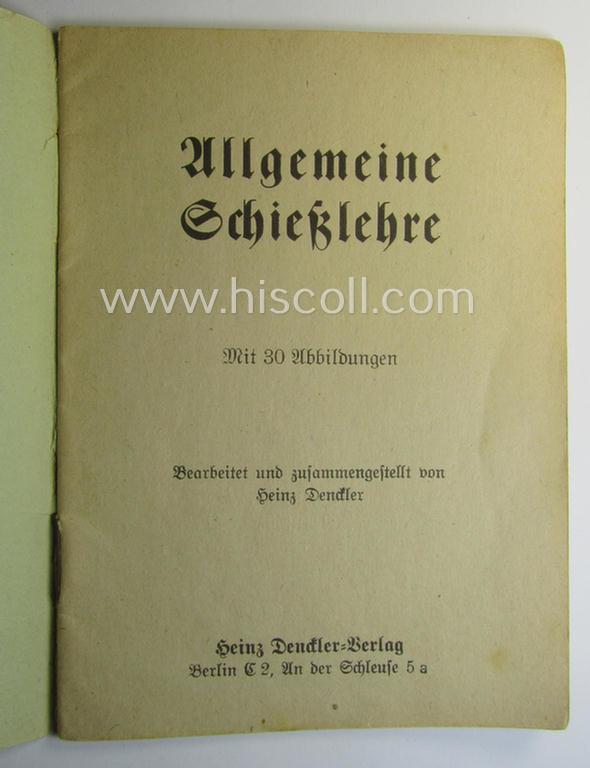 Allgemeine
Schießlehre
www.hiscoll.com
Mit 30 Abbildungen
Bearbeitet und zusammengestellt von
Heinz Denckler
Heinz Denckler-Verlag
Berlin C 2, An der Schleuse 5 a